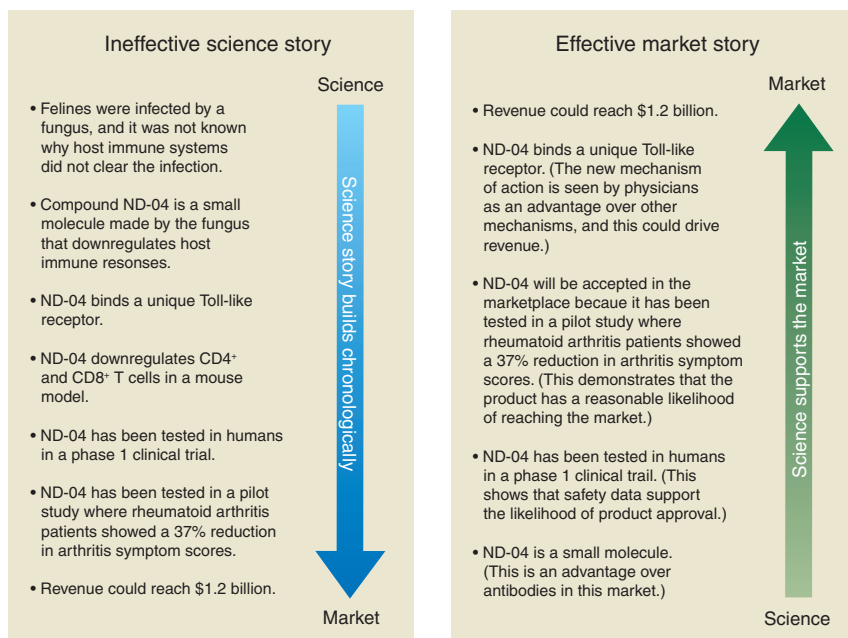 Ineffective science story
Science
• Felines were infected by a
fungus, and it was not known
why host immune systems
did not clear the infection.
• Compound ND-04 is a small
molecule made by the fungus
that downregulates host
immune resonses.
• ND-04 binds a unique Toll-like
receptor.
• ND-04 downregulates CD4⁺
and CD8⁺ T cells in a mouse
model.
• ND-04 has been tested in humans
in a phase 1 clinical trial.
• ND-04 has been tested in a pilot
study where rheumatoid arthritis
patients showed a 37% reduction
in arthritis symptom scores.
• Revenue could reach $1.2 billion.
Science story builds chronologically
Market
Effective market story
Market
• Revenue could reach $1.2 billion.
• ND-04 binds a unique Toll-like
receptor. (The new mechanism
of action is seen by physicians
as an advantage over other
mechanisms, and this could drive
revenue.)
• ND-04 will be accepted in the
marketplace becaue it has been
tested in a pilot study where
rheumatoid arthritis patients showed
a 37% reduction in arthritis symptom
scores. (This demonstrates that the
product has a reasonable likelihood
of reaching the market.)
• ND-04 has been tested in humans
in a phase 1 clinical trail. (This
shows that safety data support
the likelihood of product approval.)
• ND-04 is a small molecule.
(This is an advantage over
antibodies in this market.)
Science supports the market
Science